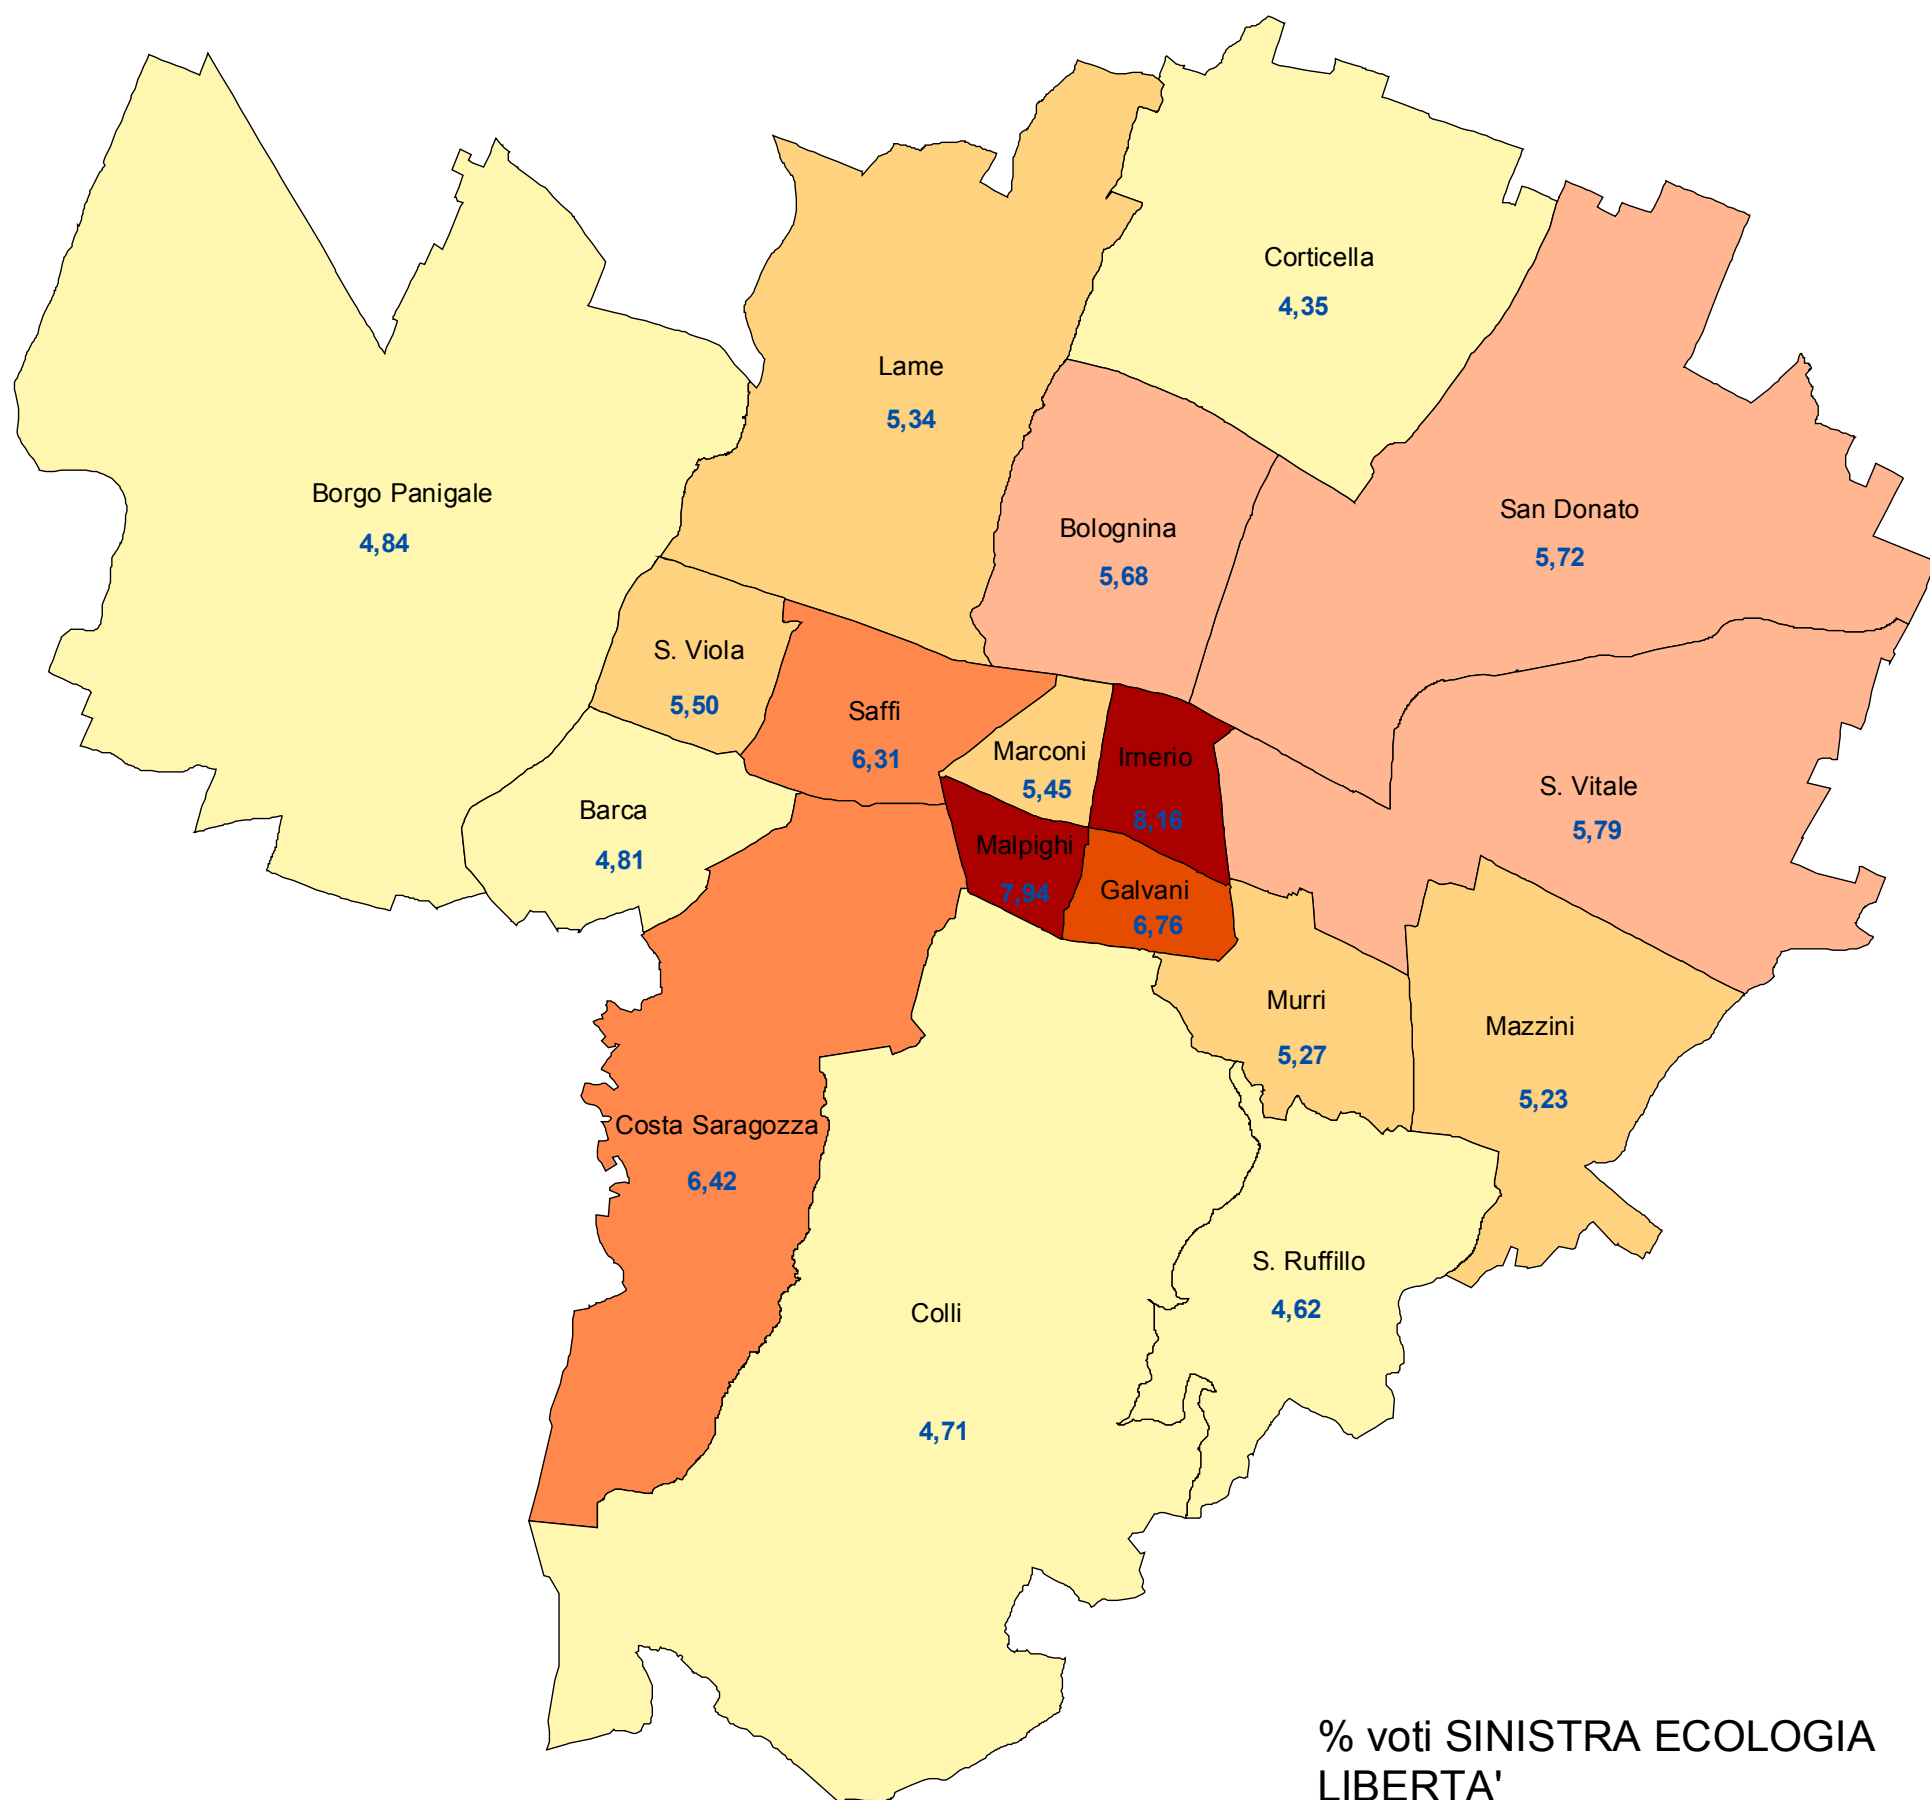 Corticella
4,35
Lame
5,34
Borgo Panigale
4,84
San Donato
5,72
Bolognina
5,68
S. Viola
5,50
Saffi
6,31
Marconi
5,45
Irnerio
8,16
S. Vitale
5,79
Barca
4,81
Malpighi
7,94
Galvani
6,76
Murri
5,27
Mazzini
5,23
Costa Saragozza
6,42
S. Ruffillo
4,62
Colli
4,71
% voti SINISTRA ECOLOGIA
LIBERTA'